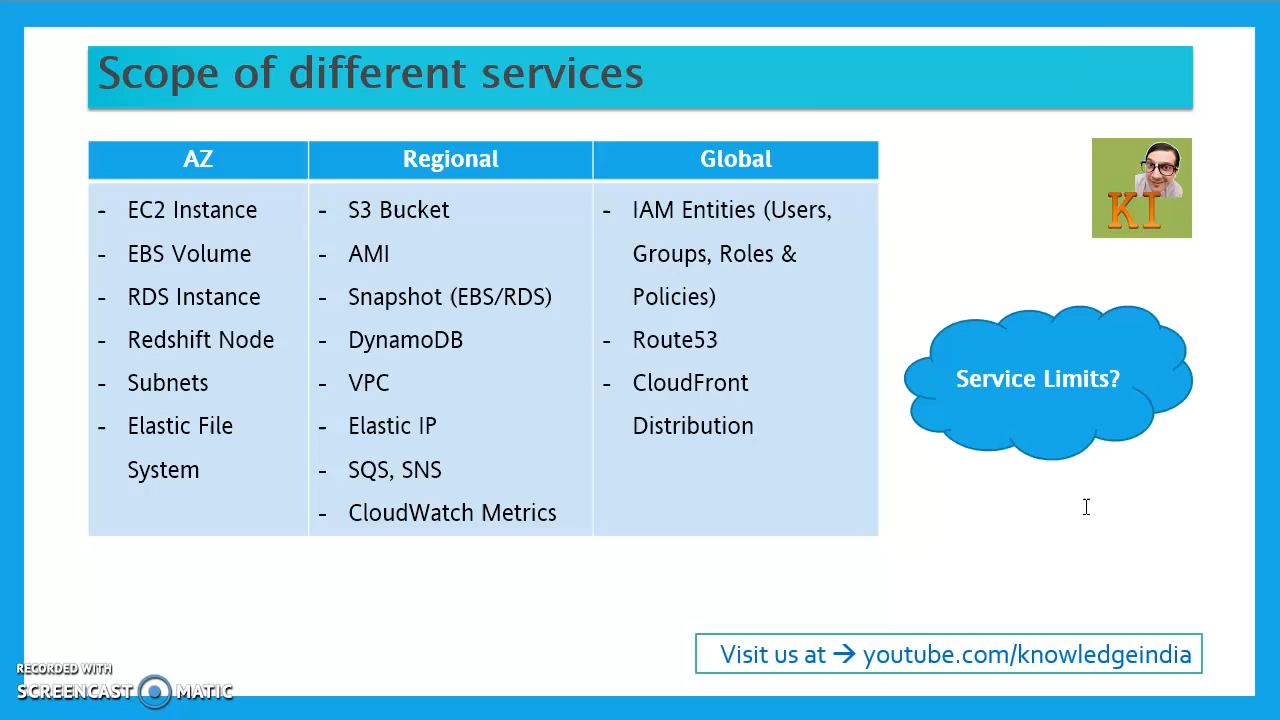 Scope of different services
AZ
- EC2 Instance
- EBS Volume
- RDS Instance
- Redshift Node
- Subnets
- Elastic File
System
Regional
- S3 Bucket
- AMI
- Snapshot (EBS/RDS)
- DynamoDB
- VPC
- Elastic IP
- SQS, SNS
- CloudWatch Metrics
Global
- IAM Entities (Users,
Groups, Roles &
Policies)
- Route53
- CloudFront
Distribution
KI
Service Limits?
Visit us at → youtube.com/knowledgeindia
RECORDED WITH
SCREENCAST MATIC